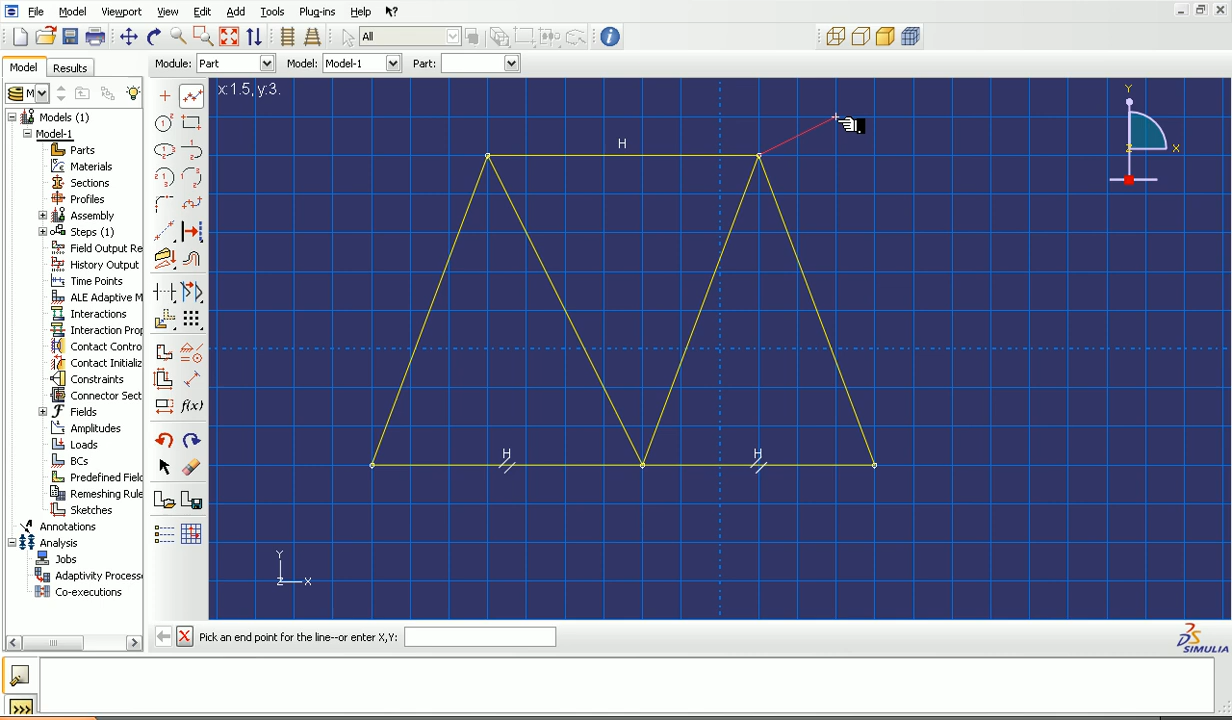 File Model Viewport View Edit Add Tools Plug-ins Help
All
Model Results Module: Part Model: Model-1 Part:
M
x:1.5, y:3.
Models (1)
Model-1
Parts
Materials
Sections
Profiles
Assembly
Steps (1)
Field Output Re
History Output
Time Points
ALE Adaptive M
Interactions
Interaction Prop
Contact Contro
Contact Initializ
Constraints
Connector Sect
Fields
Amplitudes
Loads
BCs
Predefined Field
Remeshing Rule
Sketches
Annotations
Analysis
Jobs
Adaptivity Process
Co-executions
f(x)
H
H
H
Y
Z X
Y
Z X
Pick an end point for the line--or enter X,Y:
SIMULIA
>>>